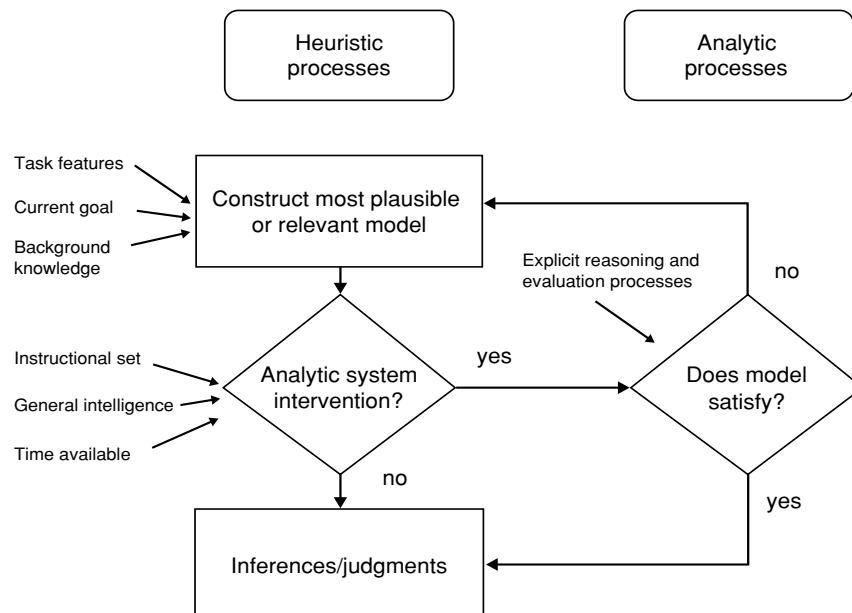 Heuristic
processes
Analytic
processes
Task features
Current goal
Background
knowledge
Construct most plausible
or relevant model
Explicit reasoning and
evaluation processes
no
Instructional set
General intelligence
Time available
Analytic system
intervention?
yes
Does model
satisfy?
no
yes
Inferences/judgments